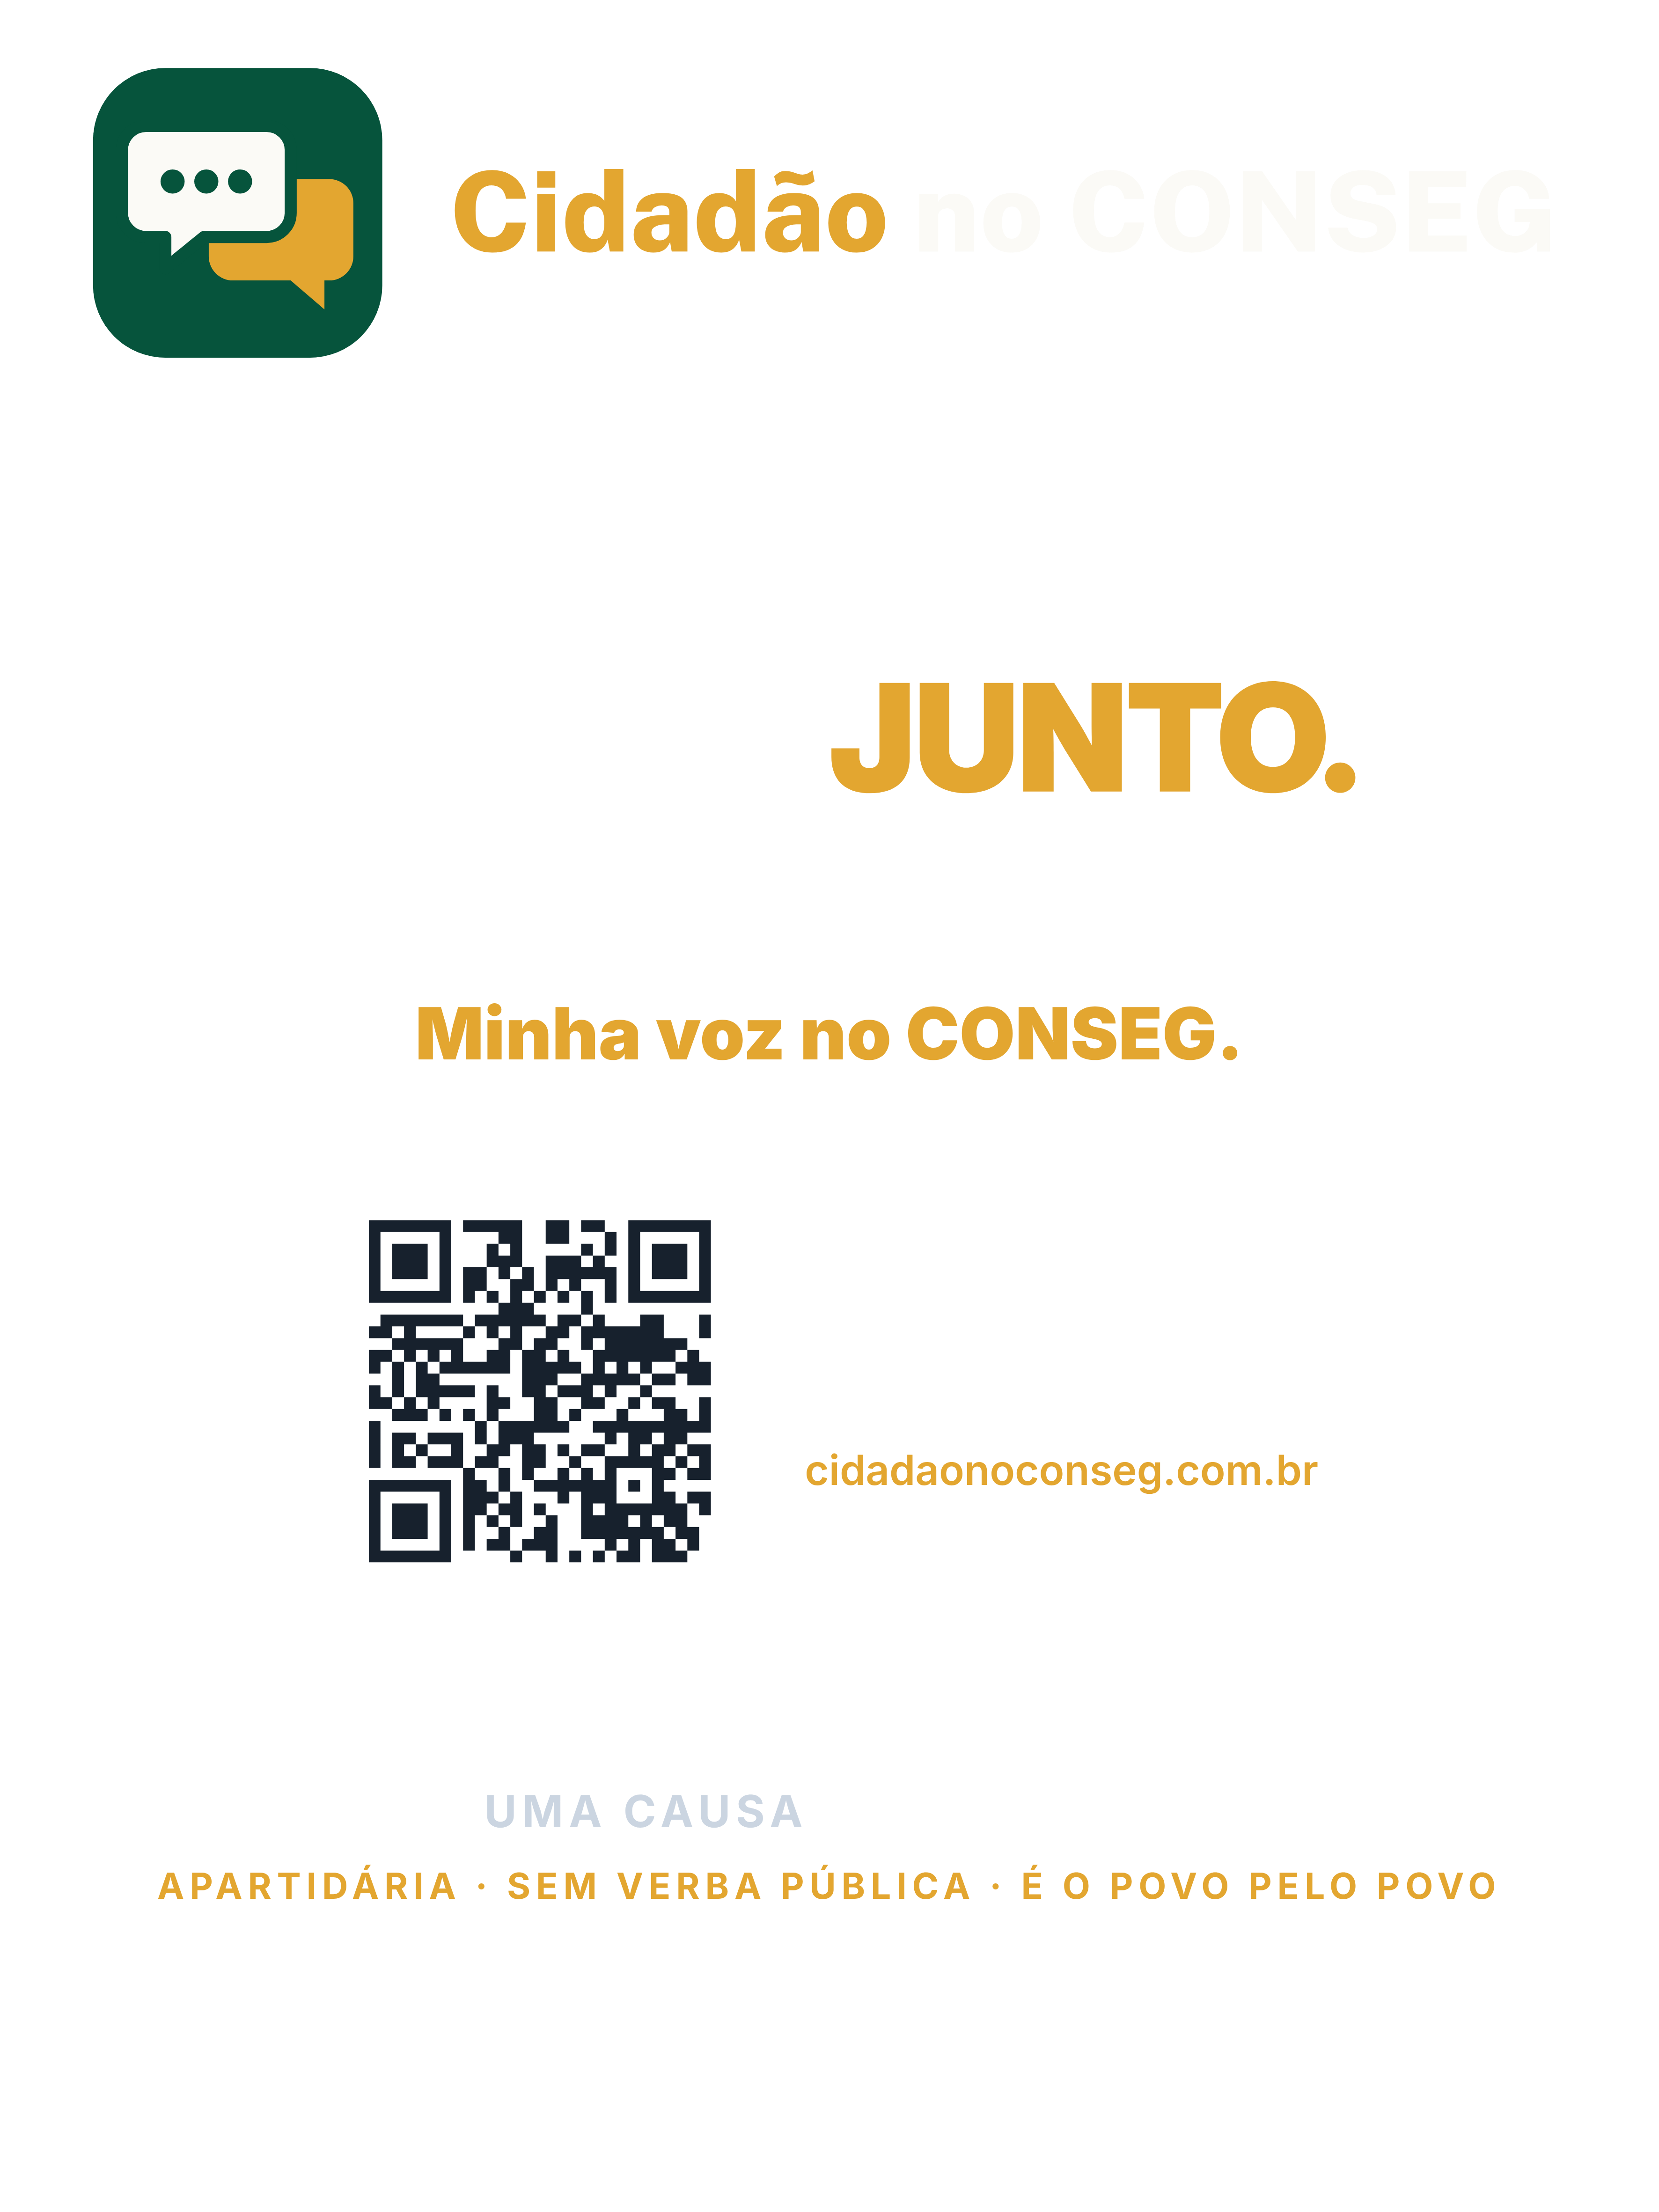 Cidadão no CONSEG
JUNTO.
Minha voz no CONSEG.
cidadaonoconseg.com.br
UMA CAUSA
APARTIDÁRIA · SEM VERBA PÚBLICA · É O POVO PELO POVO